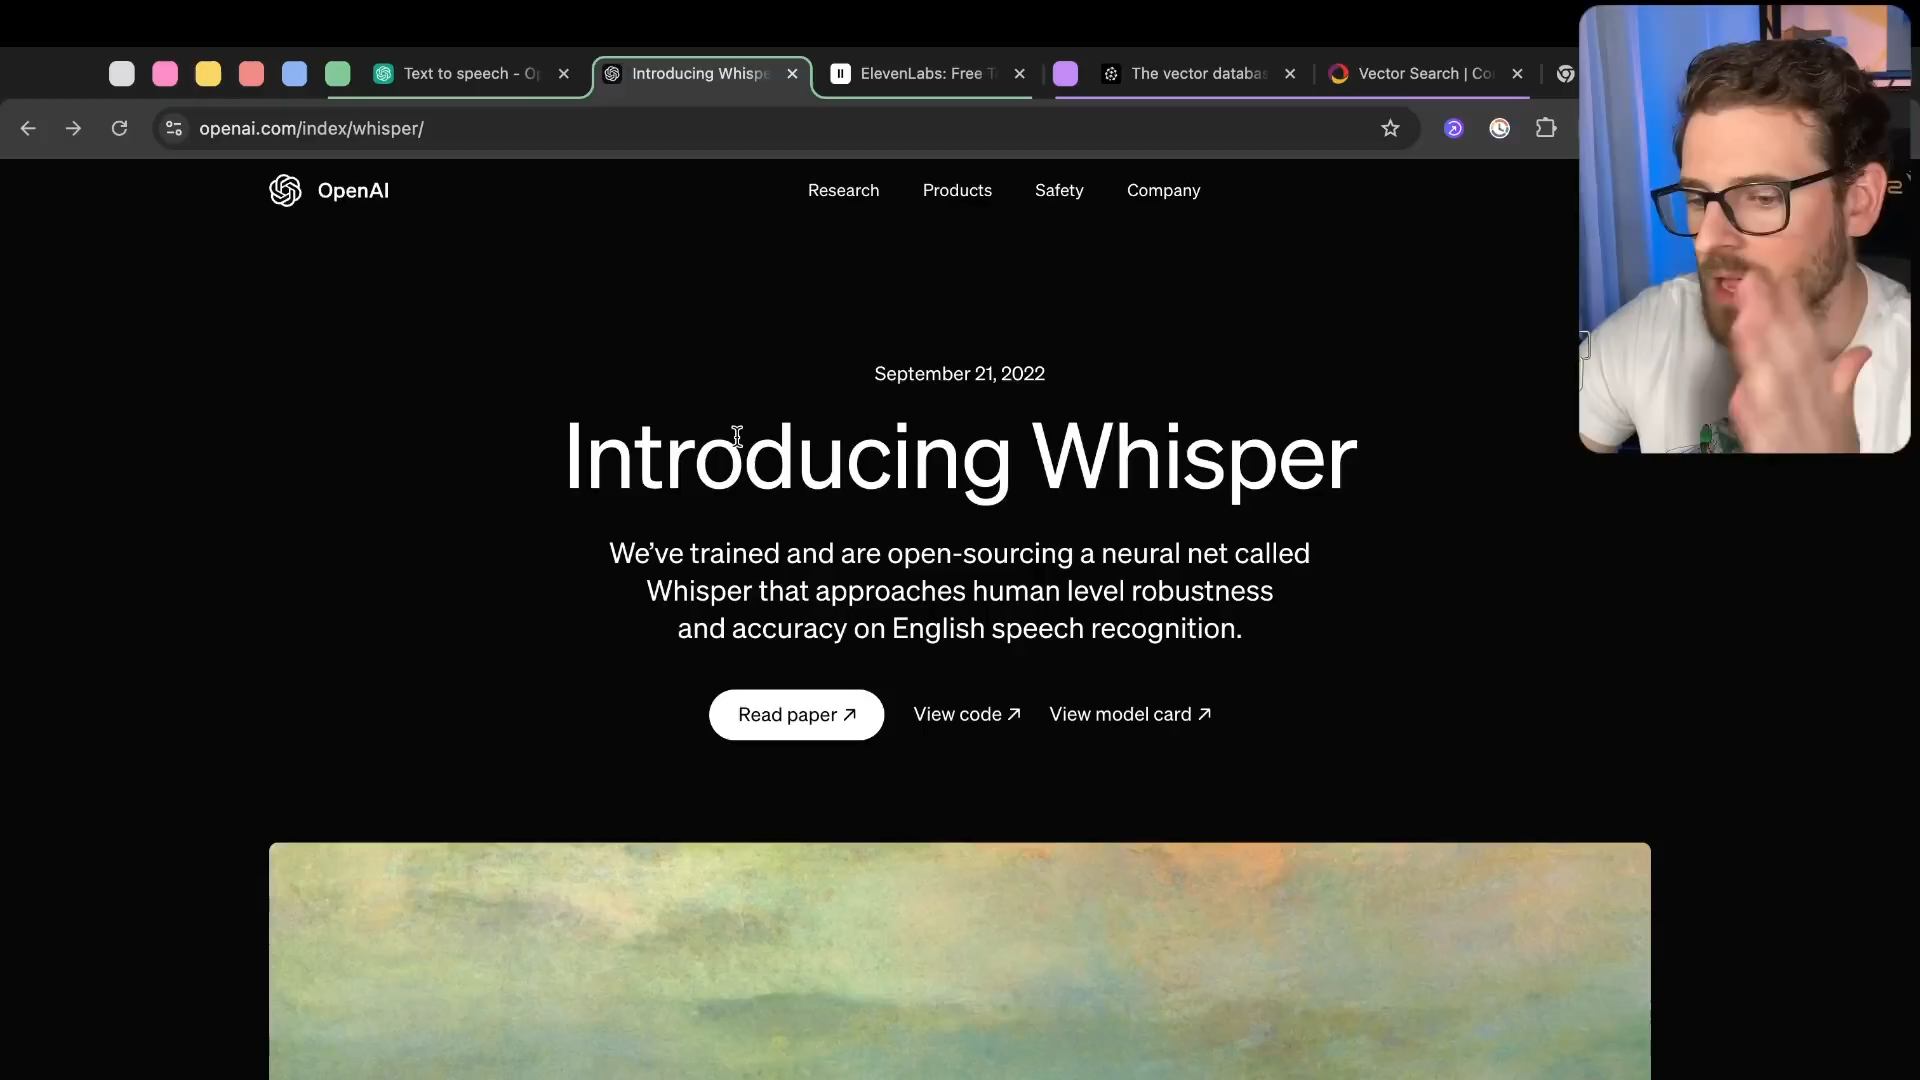 Text to speech - O
Introducing Whispe
ElevenLabs: Free T
The vector databas
Vector Search | Co
openai.com/index/whisper/
OpenAI
Research
Products
Safety
Company
September 21, 2022
Introducing Whisper
We've trained and are open-sourcing a neural net called
Whisper that approaches human level robustness
and accuracy on English speech recognition.
Read paper ↗
View code ↗
View model card ↗